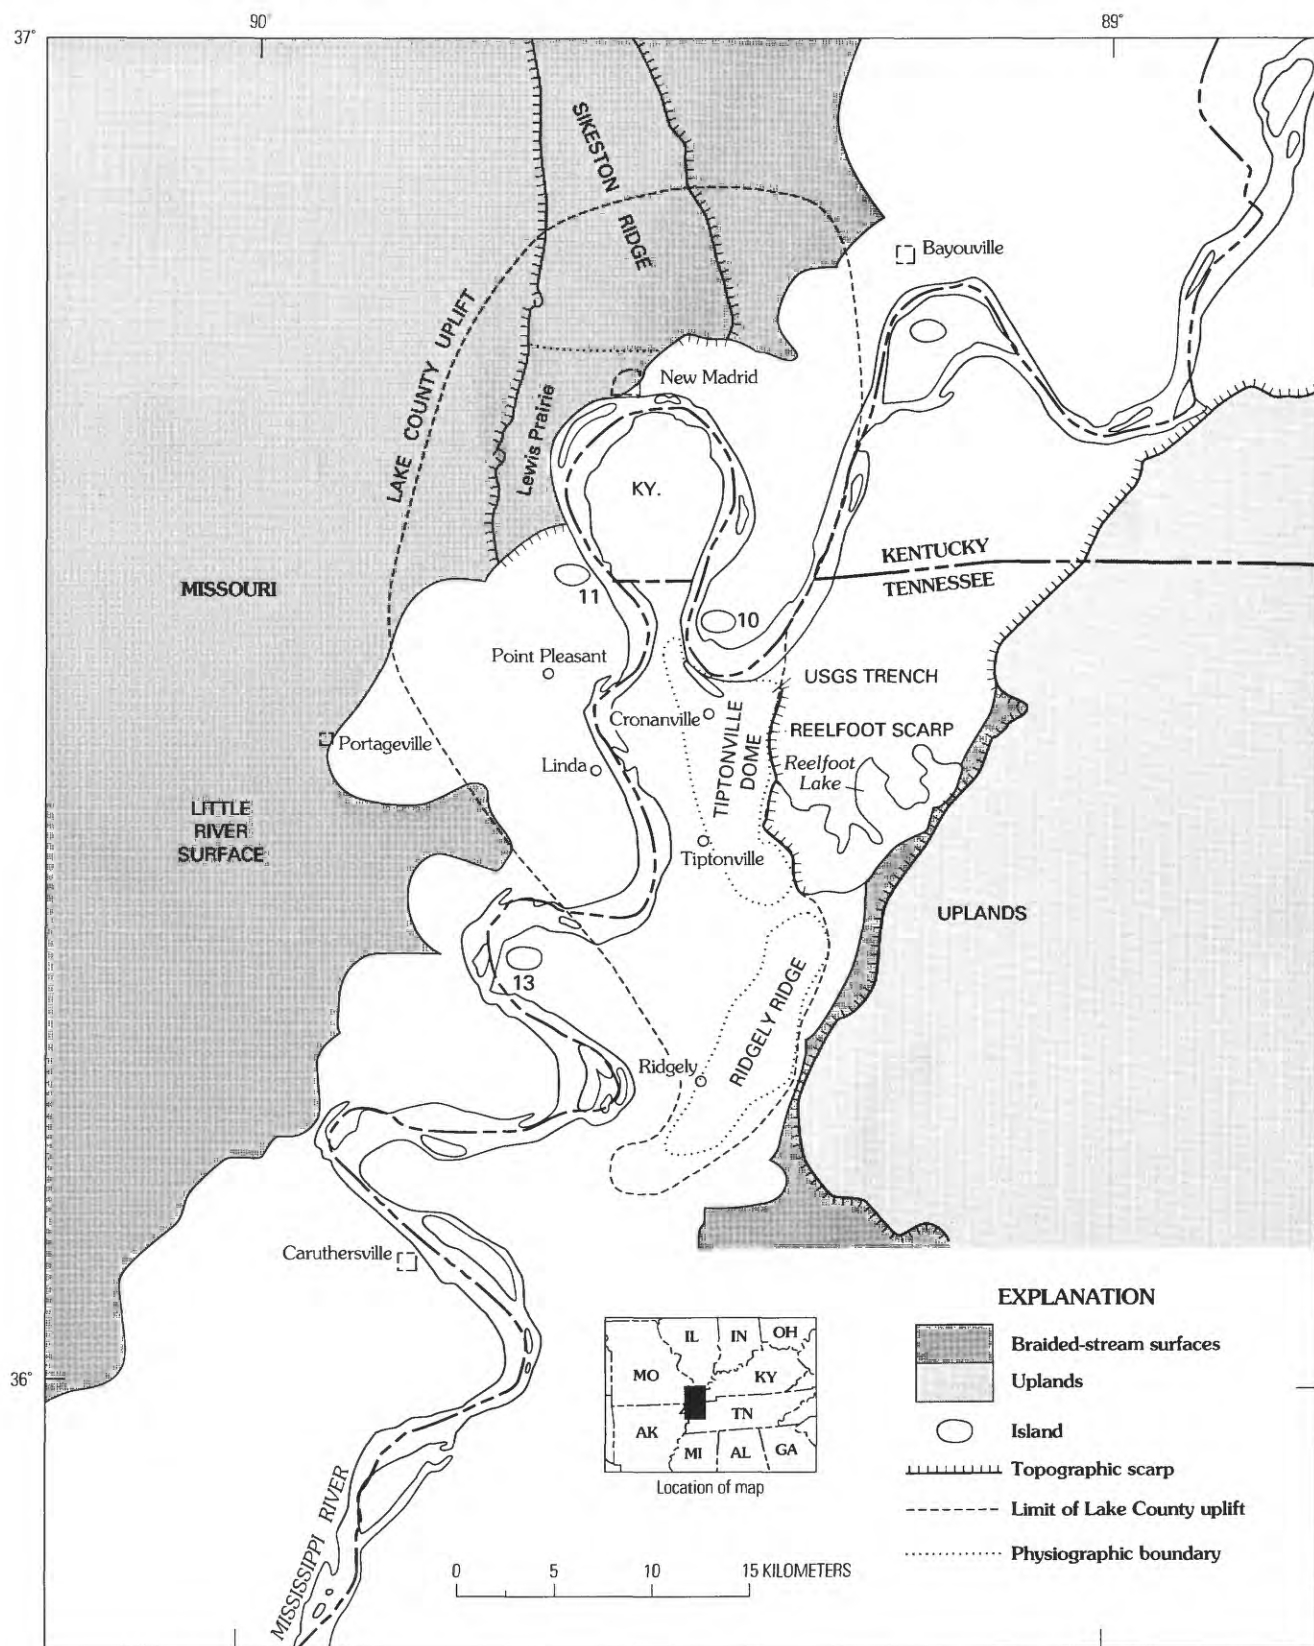 90°
89°
37°
SIKESTON
RIDGE
Bayouville
LAKE COUNTY UPLIFT
New Madrid
Lewis Prairie
KY.
KENTUCKY
TENNESSEE
MISSOURI
11
10
Point Pleasant
USGS TRENCH
Cronanville
REELFOOT SCARP
Portageville
TIPTONVILLE
DOME
Reelfoot
Lake
Linda
LITTLE
RIVER
SURFACE
Tiptonville
UPLANDS
13
RIDGELY RIDGE
Ridgely
Caruthersville
EXPLANATION
Braided-stream surfaces
Uplands
Island
Topographic scarp
Limit of Lake County uplift
Physiographic boundary
IL
IN
OH
MO
KY
TN
AK
MI
AL
GA
Location of map
36°
MISSISSIPPI RIVER
0 5 10 15 KILOMETERS